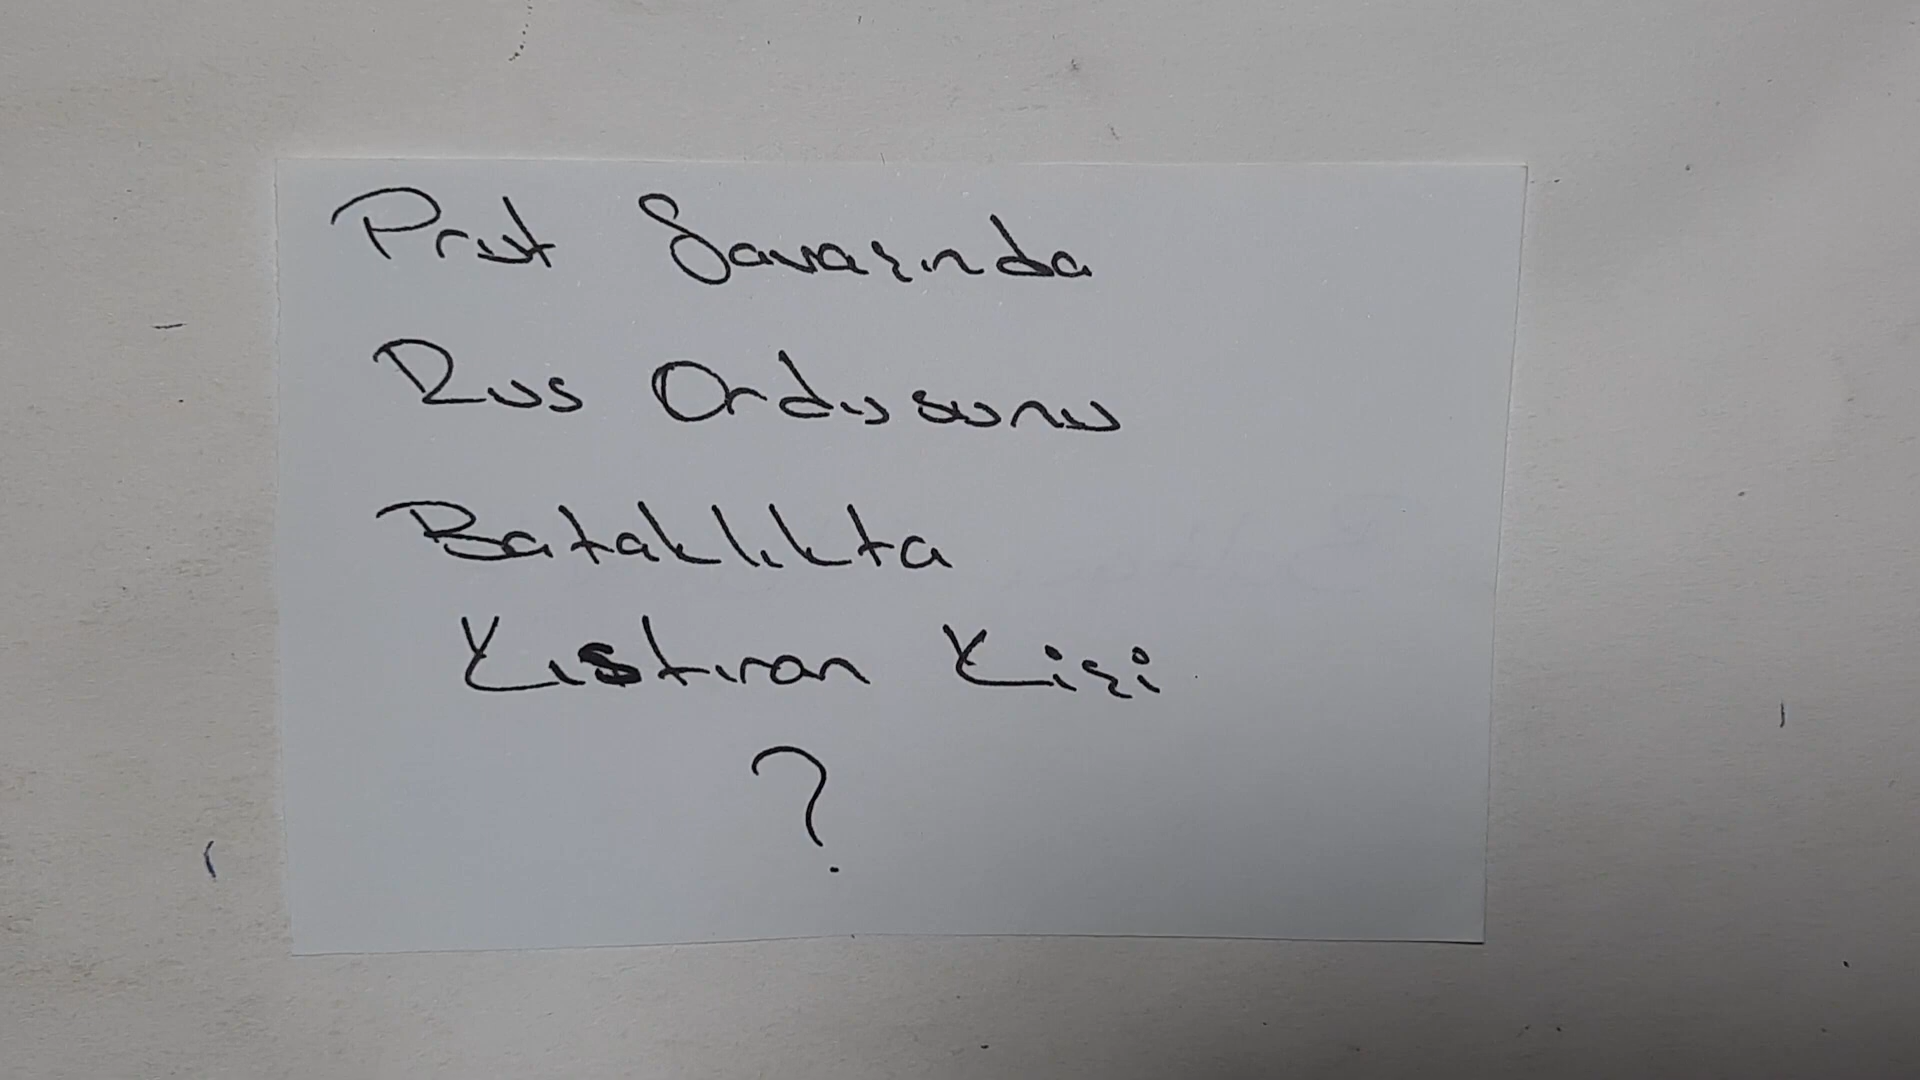 Prut Savaşında
Rus Ordusunu
Bataklıkta
Kıstıran Kişi
?